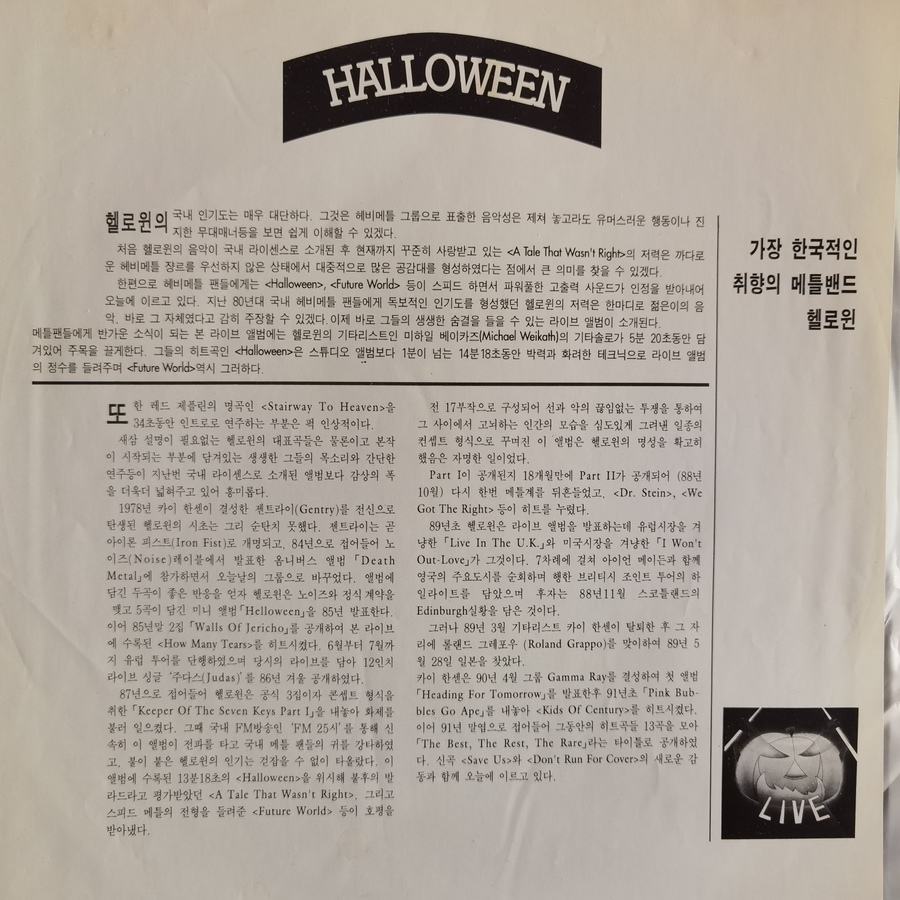 HALLOWEEN
헬로윈의 국내 인기도는 매우 대단하다. 그것은 헤비메틀 그룹으로 표출한 음악성은 제쳐 놓고라도 유머스러운 행동이나 진
지한 무대매너등을 보면 쉽게 이해할 수 있겠다.
처음 헬로윈의 음악이 국내 라이센스로 소개된 후 현재까지 꾸준히 사랑받고 있는 <A Tale That Wasn't Right>의 저력은 까다로
운 헤비메틀 쟝르를 우선하지 않은 상태에서 대중적으로 많은 공감대를 형성하였다는 점에서 큰 의미를 찾을 수 있겠다.
한편으로 헤비메틀 팬들에게는 <Halloween>, <Future World> 등이 스피드 하면서 파워풀한 고출력 사운드가 인정을 받아내어
오늘에 이르고 있다. 지난 80년대 국내 헤비메틀 팬들에게 독보적인 인기도를 형성했던 헬로윈의 저력은 한마디로 젊은이의 음
악, 바로 그 자체였다고 감히 주장할 수 있겠다.이제 바로 그들의 생생한 숨결을 들을 수 있는 라이브 앨범이 소개된다.
메틀팬들에게 반가운 소식이 되는 본 라이브 앨범에는 헬로윈의 기타리스트인 미하일 베이카즈(Michael Weikath)의 기타솔로가 5분 20초동안 담
겨있어 주목을 끌게한다. 그들의 히트곡인 <Halloween>은 스튜디오 앨범보다 1분이 넘는 14분18초동안 박력과 화려한 테크닉으로 라이브 앨범
의 정수를 들려주며 <Future World>역시 그러하다.
가장 한국적인
취향의 메틀밴드
헬로윈
또한 레드 제플린의 명곡인 <Stairway To Heaven>을
34초동안 인트로로 연주하는 부분은 퍽 인상적이다.
새삼 설명이 필요없는 헬로윈의 대표곡들은 물론이고 본작
이 시작되는 부분에 담겨있는 생생한 그들의 목소리와 간단한
연주등이 지난번 국내 라이센스로 소개된 앨범보다 감상의 폭
을 더욱더 넓혀주고 있어 흥미롭다.
1978년 카이 한센이 결성한 젠트라이(Gentry)를 전신으로
탄생된 헬로윈의 시초는 그리 순탄치 못했다. 젠트라이는 곧
아이론 피스트(Iron Fist)로 개명되고, 84년으로 접어들어 노
이즈(Noise)레이블에서 발표한 옴니버스 앨범 「Death
Metal」에 참가하면서 오늘날의 그룹으로 바꾸었다. 앨범에
담긴 두곡이 좋은 반응을 얻자 헬로윈은 노이즈와 정식계약을
맺고 5곡이 담긴 미니 앨범「Helloween」을 85년 발표한다.
이어 85년말 2집 「Walls Of Jericho」를 공개하여 본 라이브
에 수록된 <How Many Tears>를 히트시켰다. 6월부터 7월까
지 유럽 투어를 단행하였으며 당시의 라이브를 담아 12인치
라이브 싱글 '주다스(Judas)'를 86년 겨울 공개하였다.
87년으로 접어들어 헬로윈은 공식 3집이자 콘셉트 형식을
취한 「Keeper Of The Seven Keys Part I」을 내놓아 화제를
불러 일으켰다. 그때 국내 FM방송인 'FM 25시'를 통해 신
속히 이 앨범이 전파를 타고 국내 메틀 팬들의 귀를 강타하였
고, 불이 붙은 헬로윈의 인기는 걷잡을 수 없이 타올랐다. 이
앨범에 수록된 13분18초의 <Halloween>을 위시해 불후의 발
라드라고 평가받았던 <A Tale That Wasn't Right>, 그리고
스피드 메틀의 전형을 들려준 <Future World> 등이 호평을
받아냈다.
전 17부작으로 구성되어 선과 악의 끊임없는 투쟁을 통하여
그 사이에서 고뇌하는 인간의 모습을 심도있게 그려낸 일종의
컨셉트 형식으로 꾸며진 이 앨범은 헬로윈의 명성을 확고히
했음은 자명한 일이었다.
Part I이 공개된지 18개월만에 Part II가 공개되어 (88년
10월) 다시 한번 메틀계를 뒤흔들었고, <Dr. Stein>, <We
Got The Right> 등이 히트를 누렸다.
89년초 헬로윈은 라이브 앨범을 발표하는데 유럽시장을 겨
냥한 「Live In The U.K.」와 미국시장을 겨냥한 「I Won't
Out-Love」가 그것이다. 7차례에 걸쳐 아이언 메이든과 함께
영국의 주요도시를 순회하며 행한 브리티시 조인트 투어의 하
일라이트를 담았으며 후자는 88년11월 스코틀랜드의
Edinburgh실황을 담은 것이다.
그러나 89년 3월 기타리스트 카이 한센이 탈퇴한 후 그 자
리에 롤랜드 그레포우 (Roland Grappo)를 맞이하여 89년 5
월 28일 일본을 찾았다.
카이 한센은 90년 4월 그룹 Gamma Ray를 결성하여 첫 앨범
「Heading For Tomorrow」를 발표한후 91년초 「Pink Bub-
bles Go Ape」를 내놓아 <Kids Of Century>를 히트시켰다.
이어 91년 말엽으로 접어들어 그동안의 히트곡들 13곡을 모아
「The Best, The Rest, The Rare」라는 타이틀로 공개하였
다. 신곡 <Save Us>와 <Don't Run For Cover>의 새로운 감
동과 함께 오늘에 이르고 있다.
LIVE